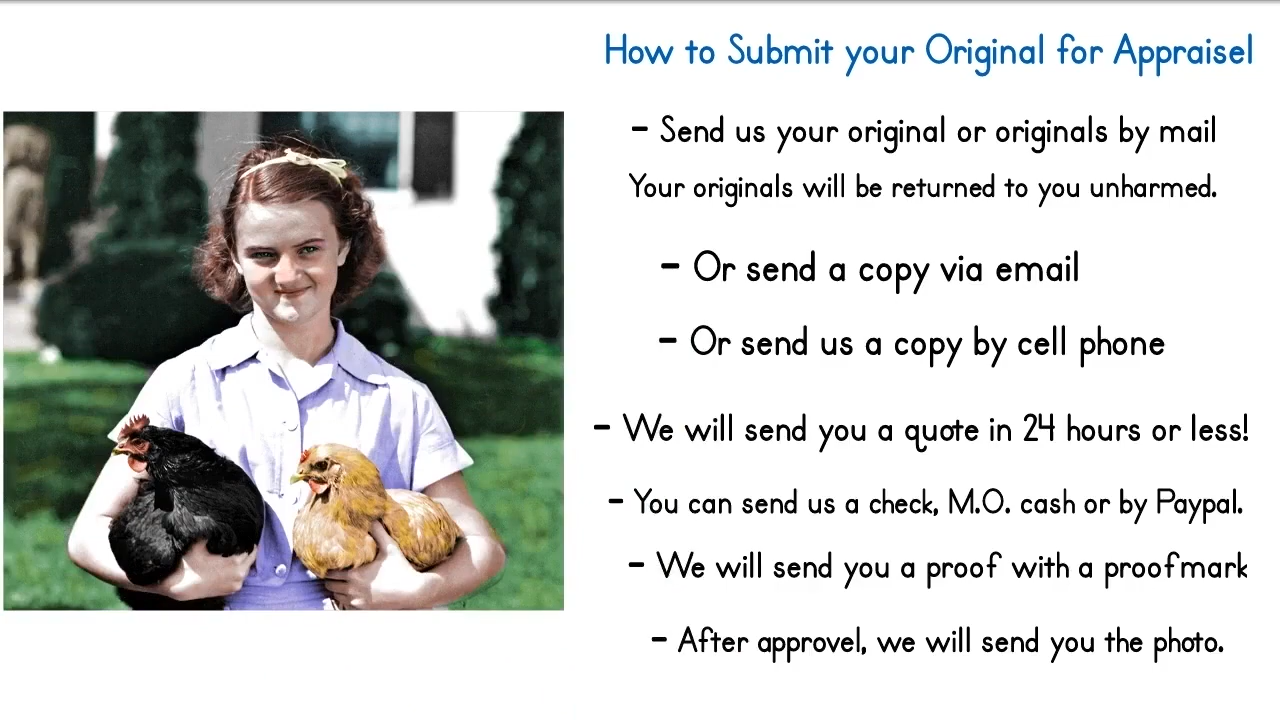 How to Submit your Original for Appraisel
- Send us your original or originals by mail
Your originals will be returned to you unharmed.
- Or send a copy via email
- Or send us a copy by cell phone
- We will send you a quote in 24 hours or less!
- You can send us a check, M.O. cash or by Paypal.
- We will send you a proof with a proofmark
- After approvel, we will send you the photo.